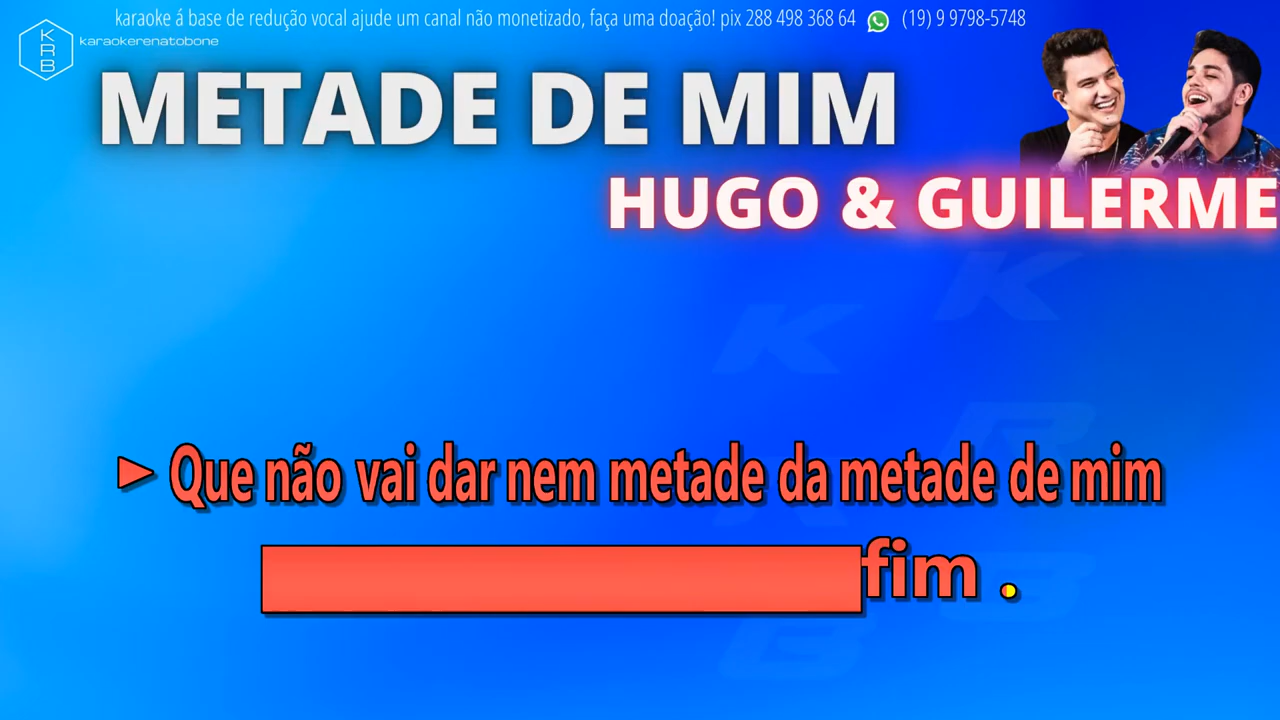 karaoke á base de redução vocal ajude um canal não monetizado, faça uma doação! pix 288 498 368 64 (19) 9 9798-5748
KRB
karaokerenatobone
METADE DE MIM
HUGO & GUILERME
Que não vai dar nem metade da metade de mim
fim .
K
K
R
B
B